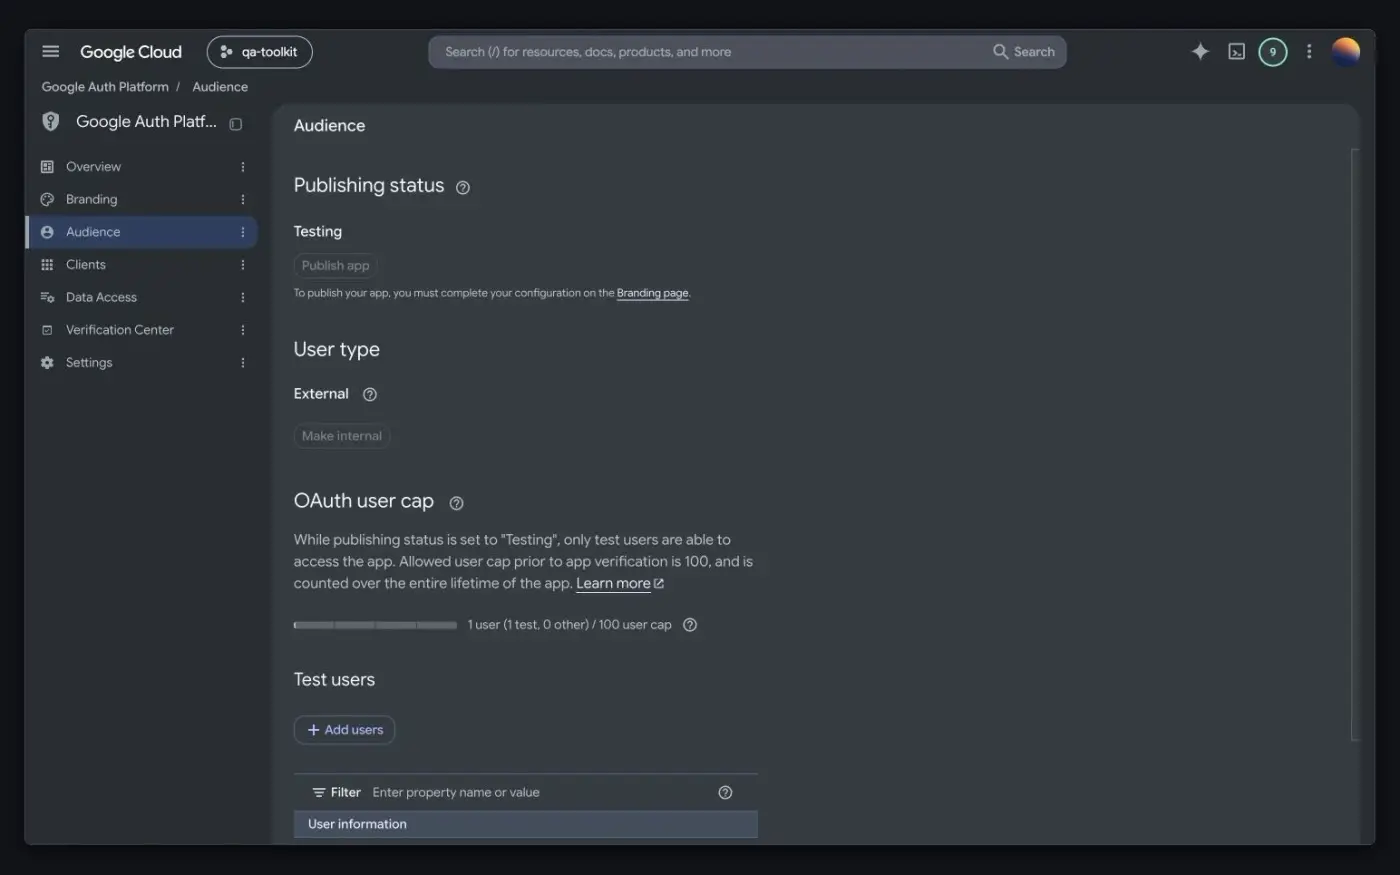 Google Cloud
qa-toolkit
Search (/) for resources, docs, products, and more
Search
9
Google Auth Platform / Audience
Google Auth Platf...
Overview
Branding
Audience
Clients
Data Access
Verification Center
Settings
Audience
Publishing status
Testing
Publish app
To publish your app, you must complete your configuration on the Branding page.
User type
External
Make internal
OAuth user cap
While publishing status is set to "Testing", only test users are able to
access the app. Allowed user cap prior to app verification is 100, and is
counted over the entire lifetime of the app. Learn more
1 user (1 test, 0 other) / 100 user cap
Test users
+ Add users
Filter Enter property name or value
User information